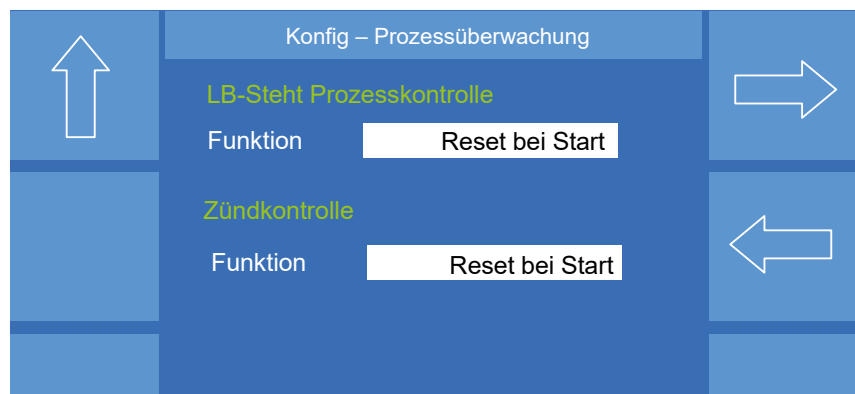 Konfig – Prozessüberwachung
LB-Steht Prozesskontrolle
Funktion Reset bei Start
Zündkontrolle
Funktion Reset bei Start